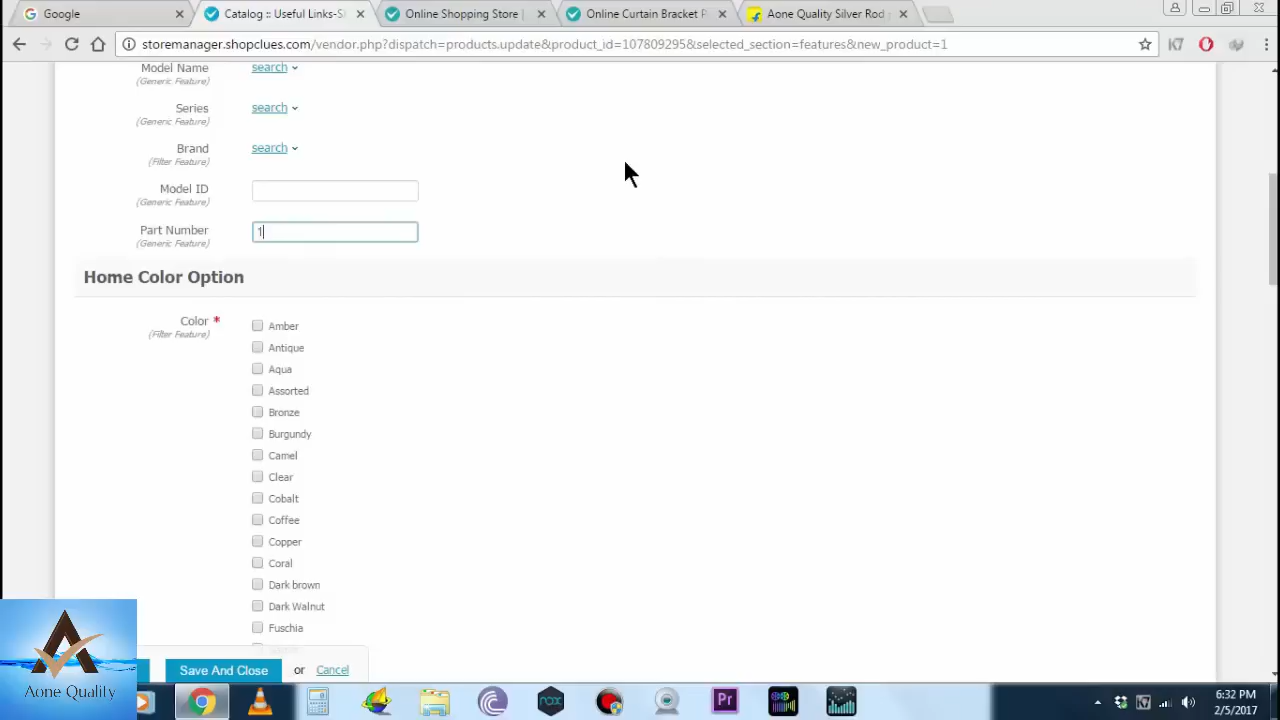 Google
Catalog :: Useful Links-S
Online Shopping Store |
Online Curtain Bracket P
Aone Quality Silver Rod
storemanager.shopclues.com/vendor.php?dispatch=products.update&product_id=107809295&selected_section=features&new_product=1
Model Name
search
(Generic Feature)
Series
search
(Generic Feature)
Brand
search
(Filter Feature)
Model ID
(Generic Feature)
Part Number
1
(Generic Feature)
Home Color Option
Color *
(Filter Feature)
Amber
Antique
Aqua
Assorted
Bronze
Burgundy
Camel
Clear
Cobalt
Coffee
Copper
Coral
Dark brown
Dark Walnut
Fuschia
Save And Close
or
Cancel
Aone Quality
nox
Pr
6:32 PM
2/5/2017